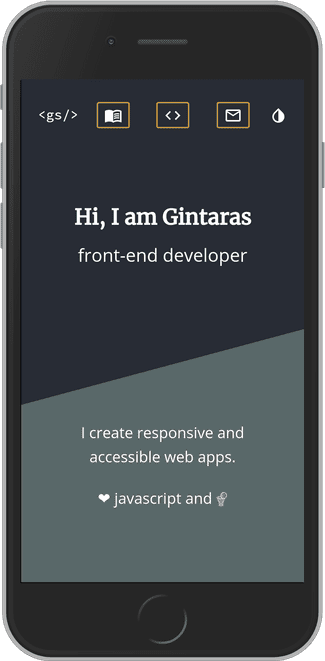 <gs/>
Hi, I am Gintaras
front-end developer
I create responsive and
accessible web apps.
❤ javascript and